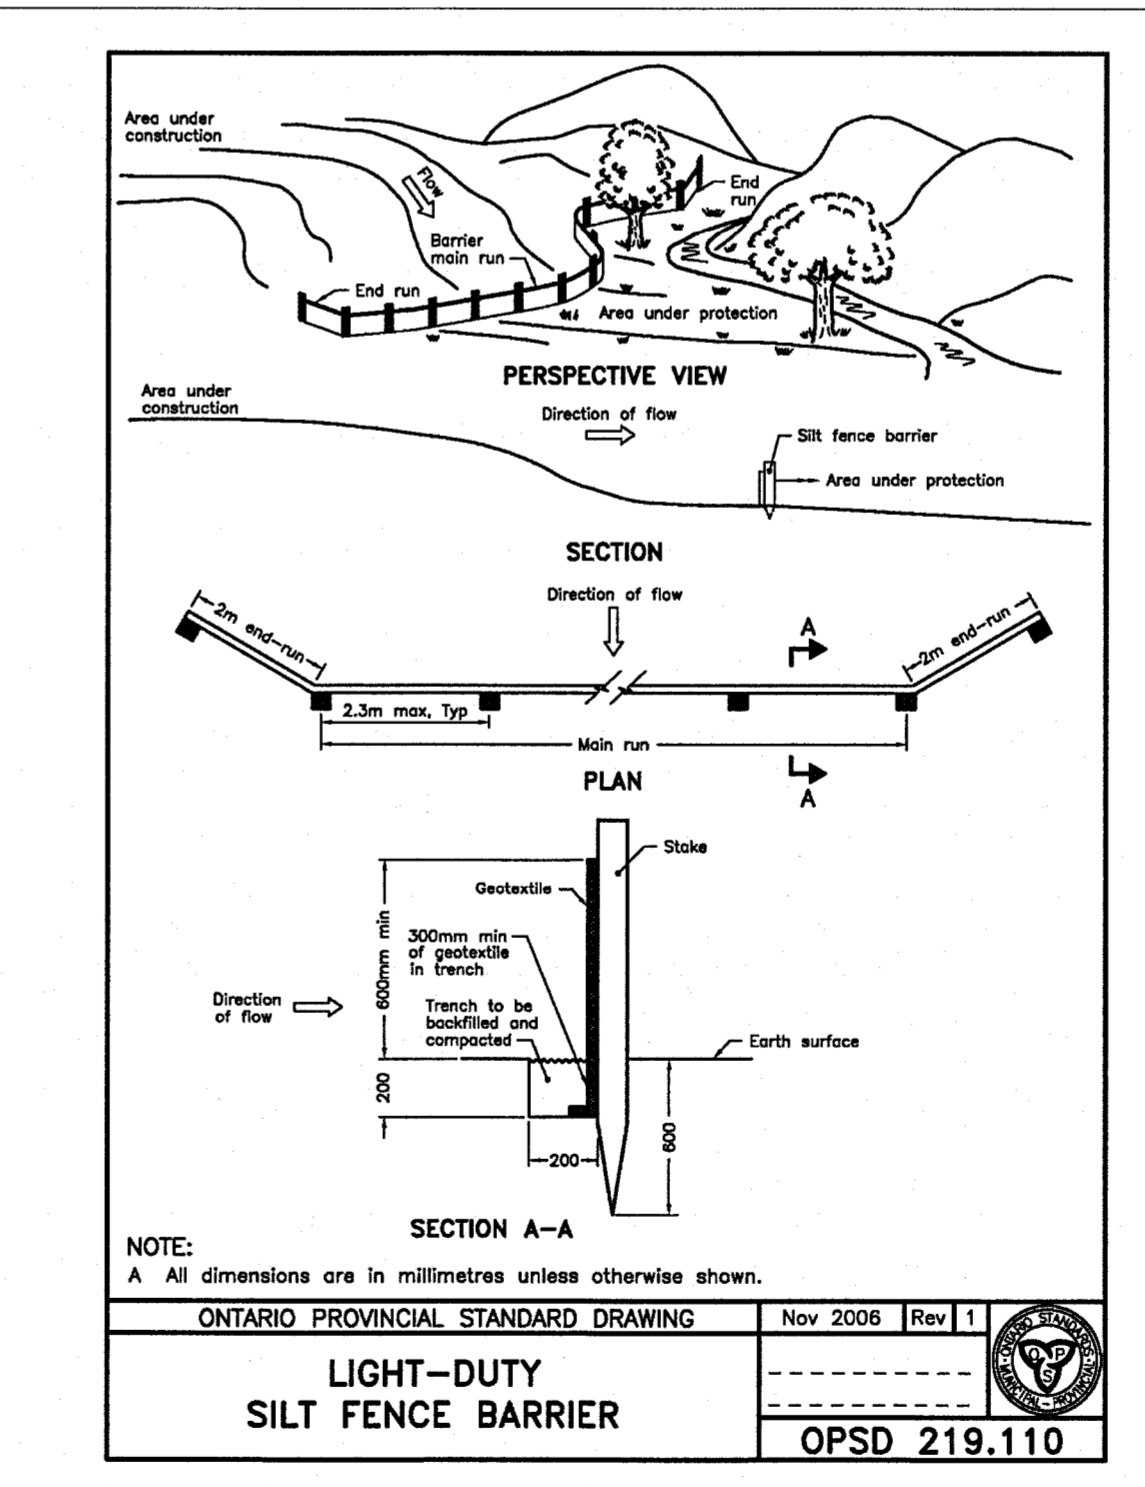 Area under
construction
Flow
End
run
Barrier
main run
End run
Area under protection
PERSPECTIVE VIEW
Area under
construction
Direction of flow
Silt fence barrier
Area under protection
SECTION
Direction of flow
2m end-run
A
2m end-run
2.3m max, Typ
Main run
PLAN
A
Stake
Geotextile
600mm min
300mm min
of geotextile
in trench
Direction
of flow
Trench to be
backfilled and
compacted
Earth surface
200
600
200
SECTION A-A
NOTE:
A All dimensions are in millimetres unless otherwise shown.
ONTARIO PROVINCIAL STANDARD DRAWING
Nov 2006
Rev
1
LIGHT-DUTY
SILT FENCE BARRIER
ONTARIO STANDARDS
OPS
MUNICIPAL-PROVINCIAL
OPSD 219.110